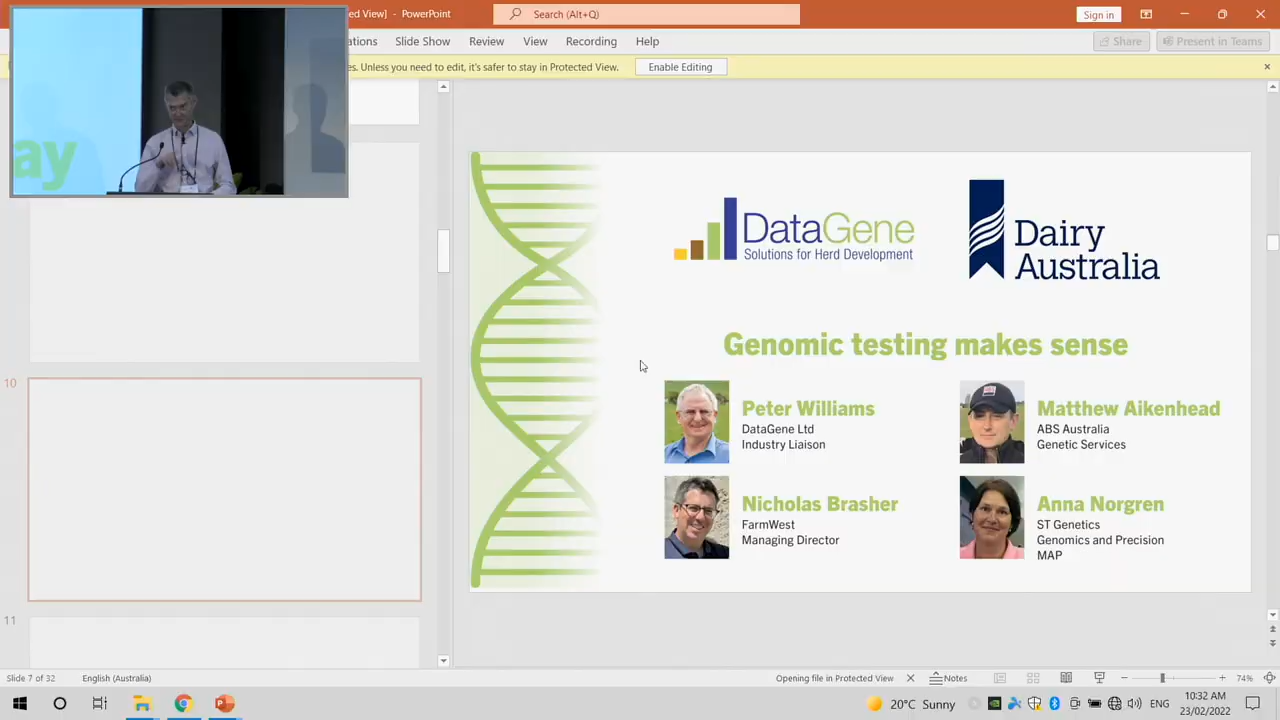 ed View] - PowerPoint
Search (Alt+Q)
Sign in
ations
Slide Show
Review
View
Recording
Help
Share
Present in Teams
es. Unless you need to edit, it's safer to stay in Protected View.
Enable Editing
ay
DataGene
Solutions for Herd Development
Dairy
Australia
Genomic testing makes sense
Peter Williams
DataGene Ltd
Industry Liaison
Matthew Aikenhead
ABS Australia
Genetic Services
Nicholas Brasher
FarmWest
Managing Director
Anna Norgren
ST Genetics
Genomics and Precision
MAP
10
11
Slide 7 of 32
English (Australia)
Opening file in Protected View
Notes
74%
20°C Sunny
ENG
10:32 AM
23/02/2022